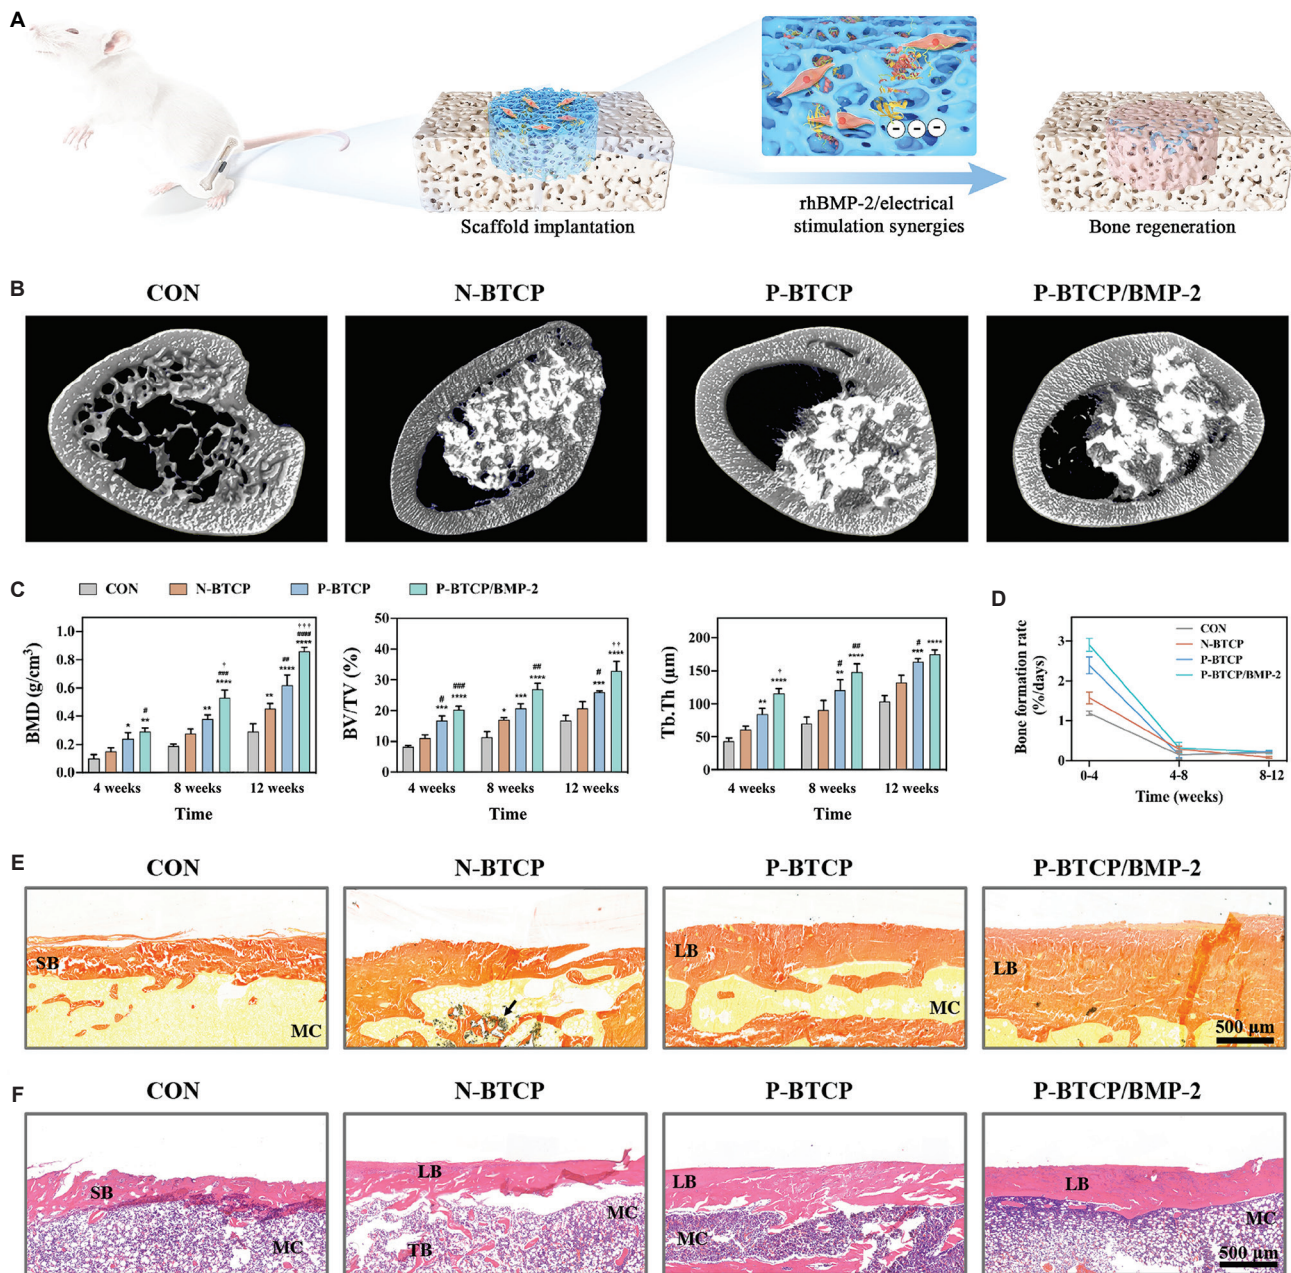 A
Scaffold implantation
rhBMP-2/electrical
stimulation synergies
Bone regeneration
B
CON N-BTCP P-BTCP P-BTCP/BMP-2
C
CON N-BTCP P-BTCP P-BTCP/BMP-2
BMD (g/cm³)
1.0
0.8
0.6
0.4
0.2
0.0
* ** # ** **** ### † ** **** ## **** #### †††
4 weeks 8 weeks 12 weeks
Time
BV/TV (%)
50
40
30
20
10
0
*** # **** ### * *** **** ## *** # **** ††
4 weeks 8 weeks 12 weeks
Time
Tb.Th (μm)
200
150
100
50
0
** **** † ** # **** ## *** # ****
4 weeks 8 weeks 12 weeks
Time
D
Bone formation rate
(%/days)
3
2
1
0
CON
N-BTCP
P-BTCP
P-BTCP/BMP-2
0-4 4-8 8-12
Time (weeks)
E
CON N-BTCP P-BTCP P-BTCP/BMP-2
SB
MC
LB
MC
LB
500 μm
F
CON N-BTCP P-BTCP P-BTCP/BMP-2
SB
MC
LB
MC
TB
LB
MC
LB
MC
500 μm